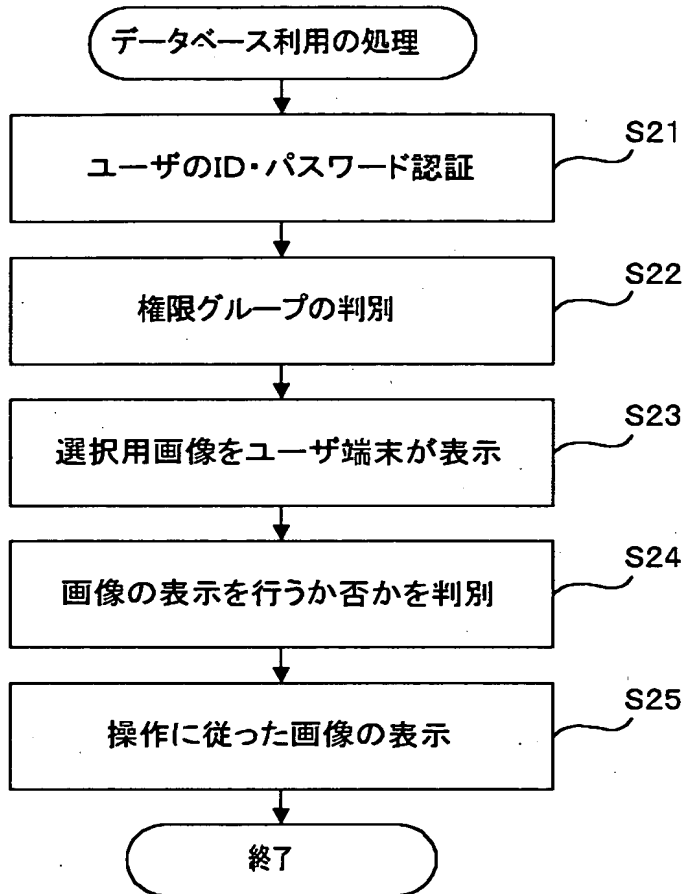 データベース利用の処理
S21
ユーザのID・パスワード認証
S22
権限グループの判別
S23
選択用画像をユーザ端末が表示
S24
画像の表示を行うか否かを判別
S25
操作に従った画像の表示
終了